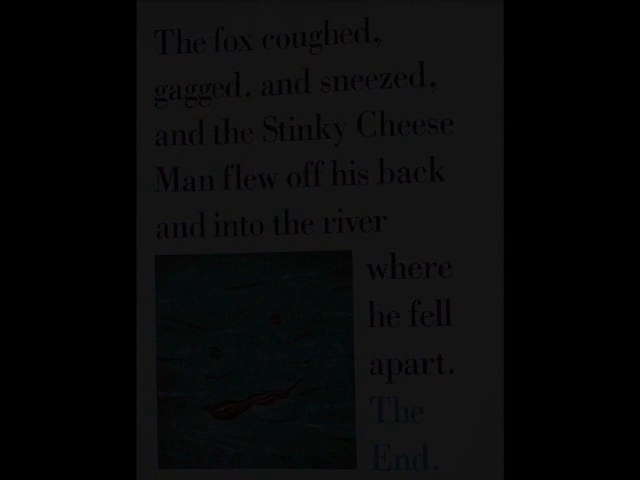 The fox coughed,
gagged, and sneezed,
and the Stinky Cheese
Man flew off his back
and into the river
where
he fell
apart.
The
End.